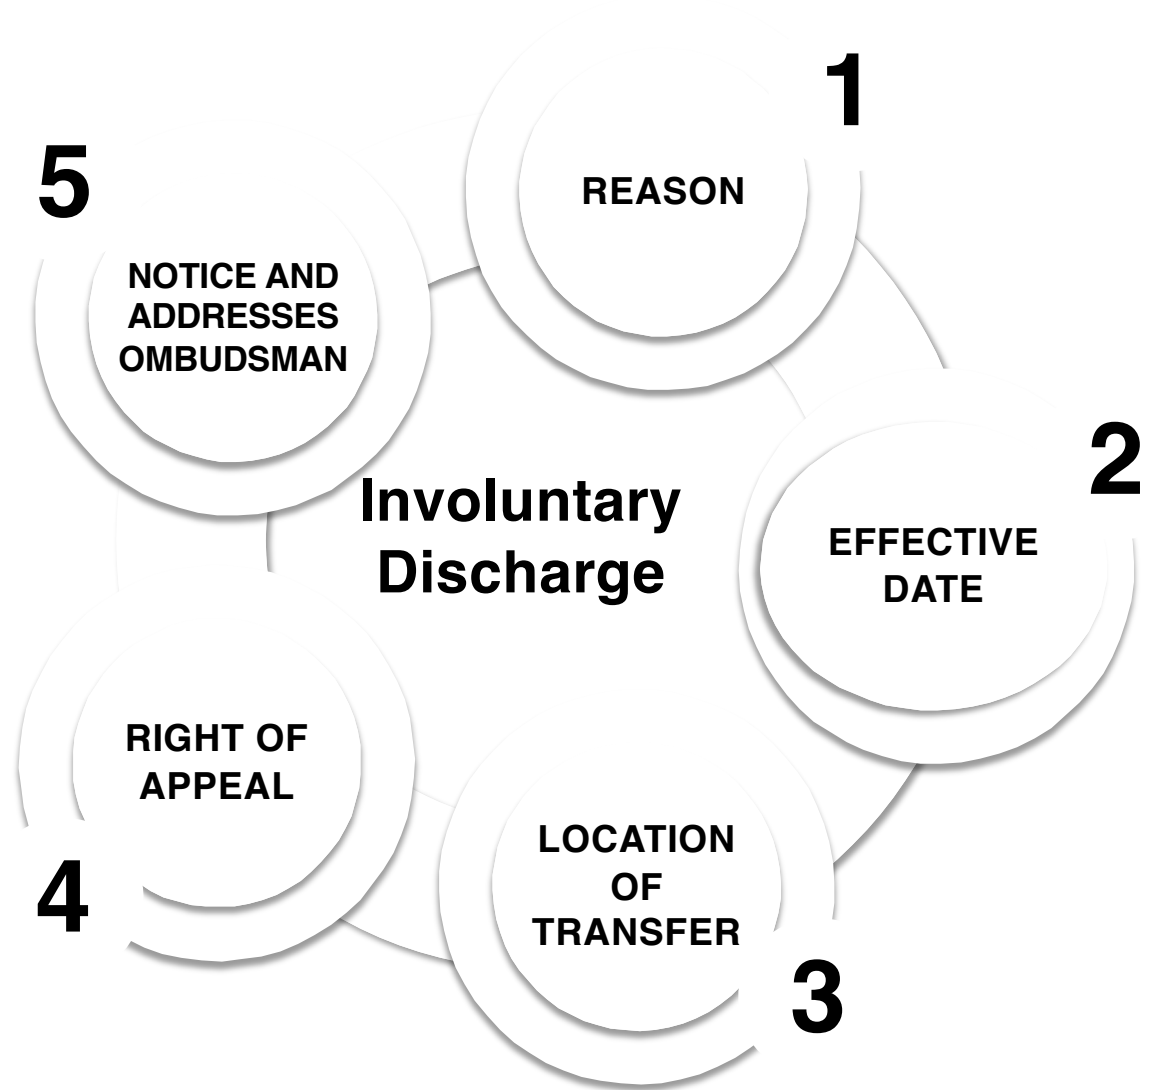 1
REASON
2
EFFECTIVE
DATE
3
LOCATION
OF
TRANSFER
4
RIGHT OF
APPEAL
5
NOTICE AND
ADDRESSES
OMBUDSMAN
Involuntary
Discharge